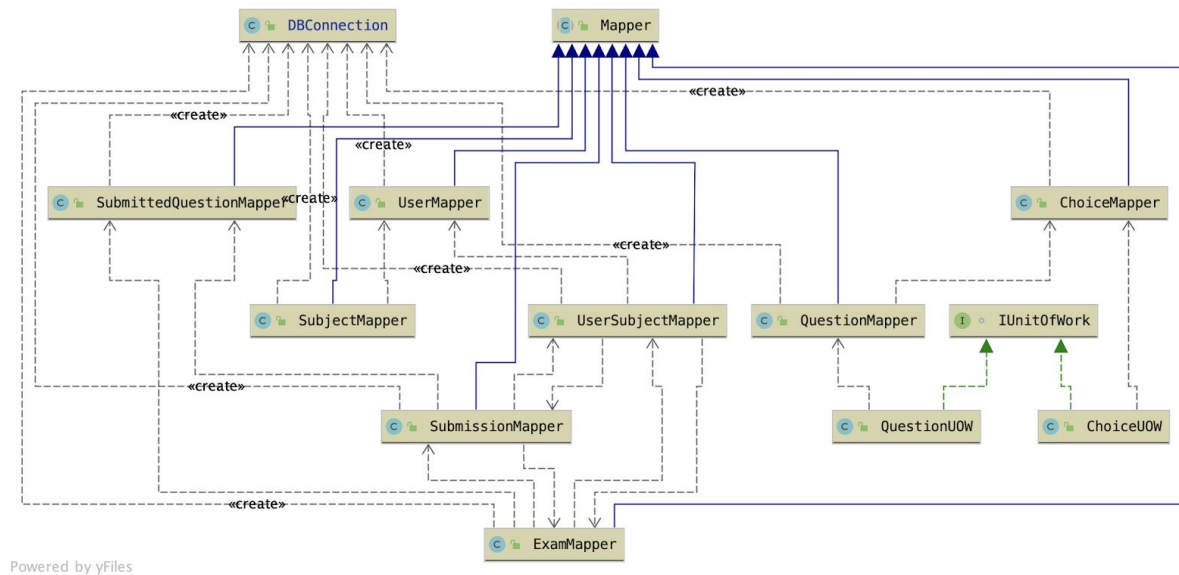 DBConnection
Mapper
«create»
«create»
«create»
SubmittedQuestionMapper
«create»
UserMapper
ChoiceMapper
«create»
«create»
SubjectMapper
UserSubjectMapper
QuestionMapper
IUnitOfWork
«create»
SubmissionMapper
QuestionUOW
ChoiceUOW
«create»
ExamMapper
Powered by yFiles